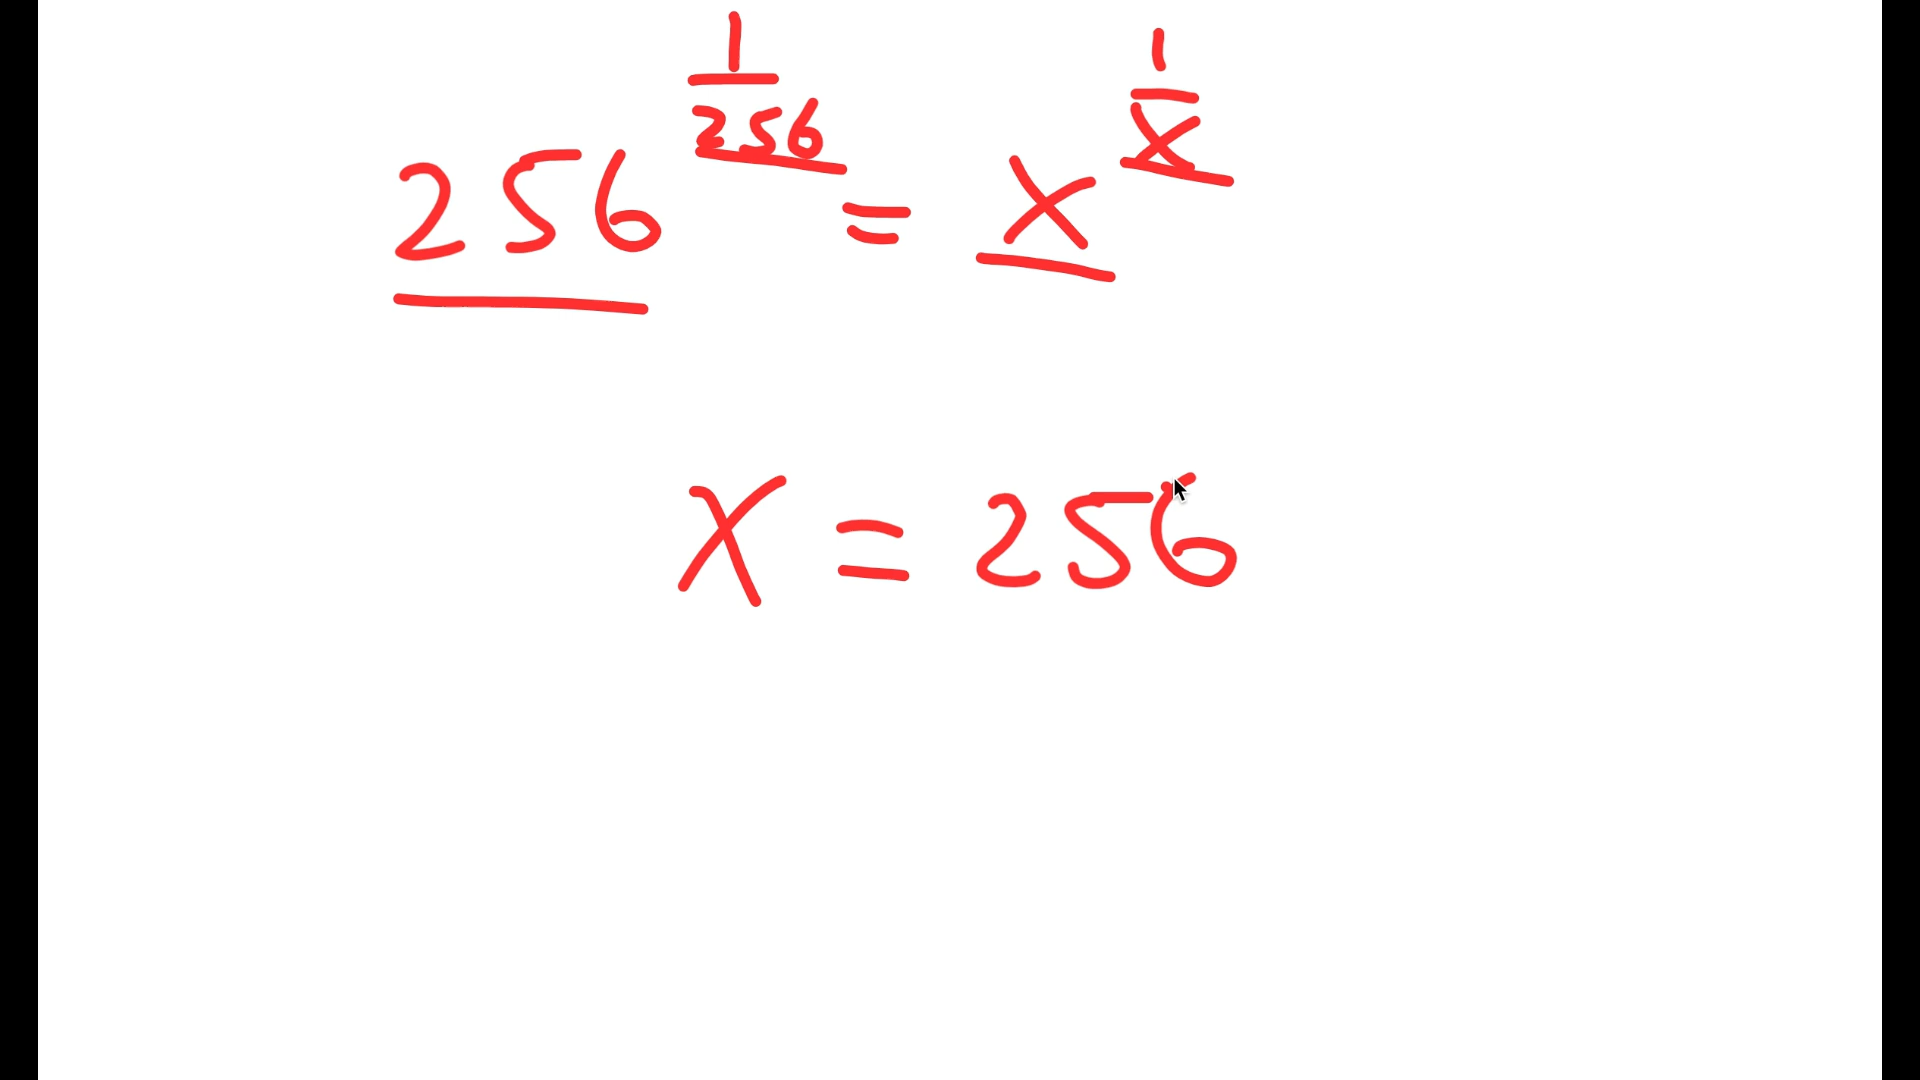 256^(1/256) = x^(1/x)
x = 256